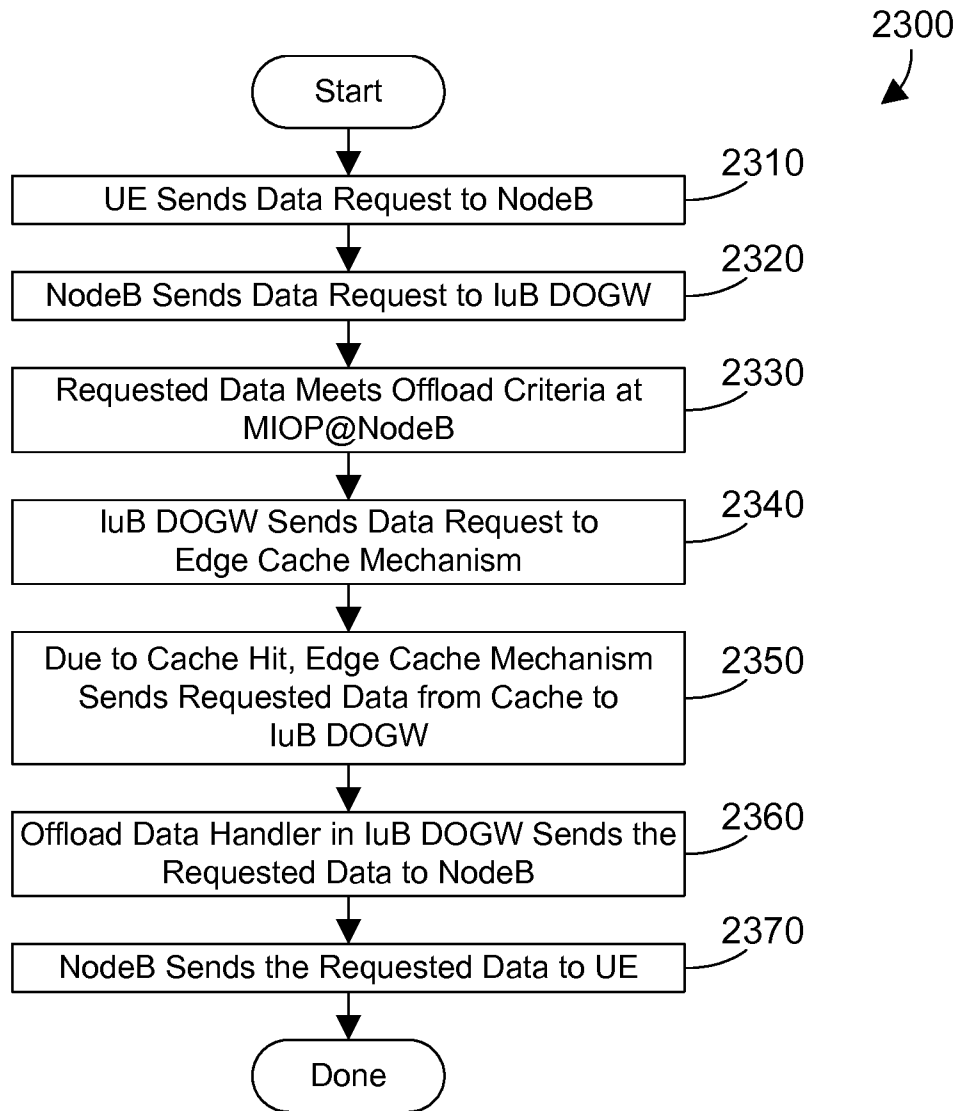 2300
Start
2310
UE Sends Data Request to NodeB
2320
NodeB Sends Data Request to IuB DOGW
2330
Requested Data Meets Offload Criteria at
MIOP@NodeB
2340
IuB DOGW Sends Data Request to
Edge Cache Mechanism
2350
Due to Cache Hit, Edge Cache Mechanism
Sends Requested Data from Cache to
IuB DOGW
2360
Offload Data Handler in IuB DOGW Sends the
Requested Data to NodeB
2370
NodeB Sends the Requested Data to UE
Done